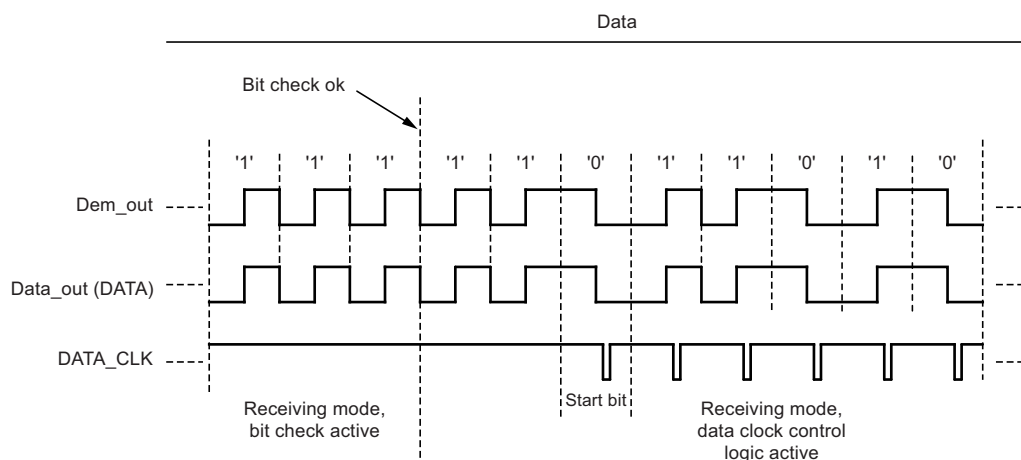 Data
Bit check ok
'1' '1' '1' '1' '1' '0' '1' '1' '0' '1' '0'
Dem_out
Data_out (DATA)
DATA_CLK
Start bit
Receiving mode,
bit check active
Receiving mode,
data clock control
logic active